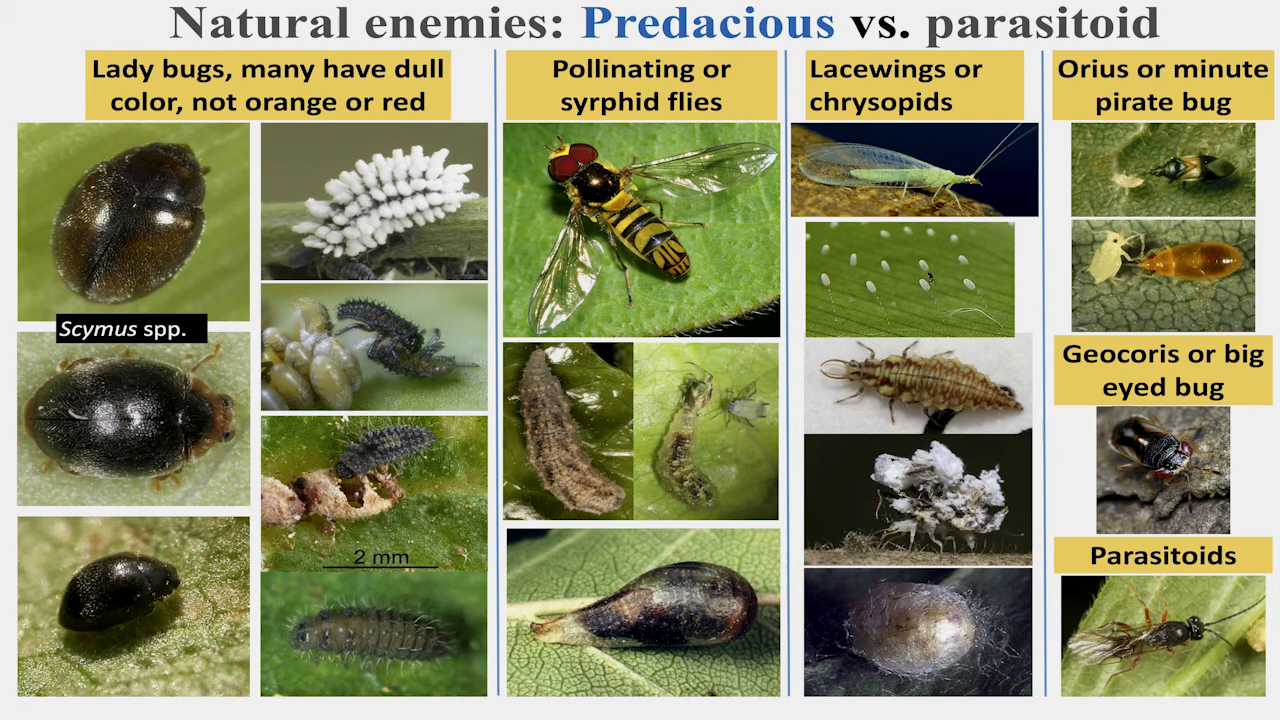 Natural enemies: Predacious vs. parasitoid
Lady bugs, many have dull
color, not orange or red
Pollinating or
syrphid flies
Lacewings or
chrysopids
Orius or minute
pirate bug
Scymus spp.
Geocoris or big
eyed bug
2 mm
Parasitoids